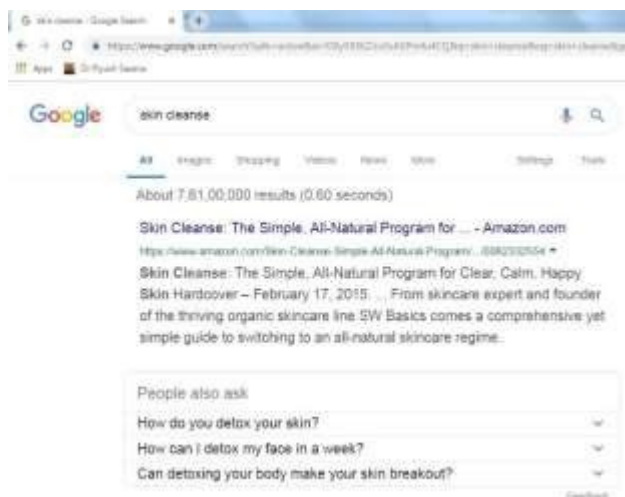 skin cleanse - Google Search
Apps
Google
skin cleanse
All Images Shopping Videos News More Settings Tools
About 7,61,00,000 results (0.60 seconds)
Skin Cleanse: The Simple, All-Natural Program for ... - Amazon.com
Skin Cleanse: The Simple, All-Natural Program for Clear, Calm, Happy
Skin Hardcover – February 17, 2015. ... From skincare expert and founder
of the thriving organic skincare line SW Basics comes a comprehensive yet
simple guide to switching to an all-natural skincare regime.
People also ask
How do you detox your skin?
How can I detox my face in a week?
Can detoxing your body make your skin breakout?
Feedback